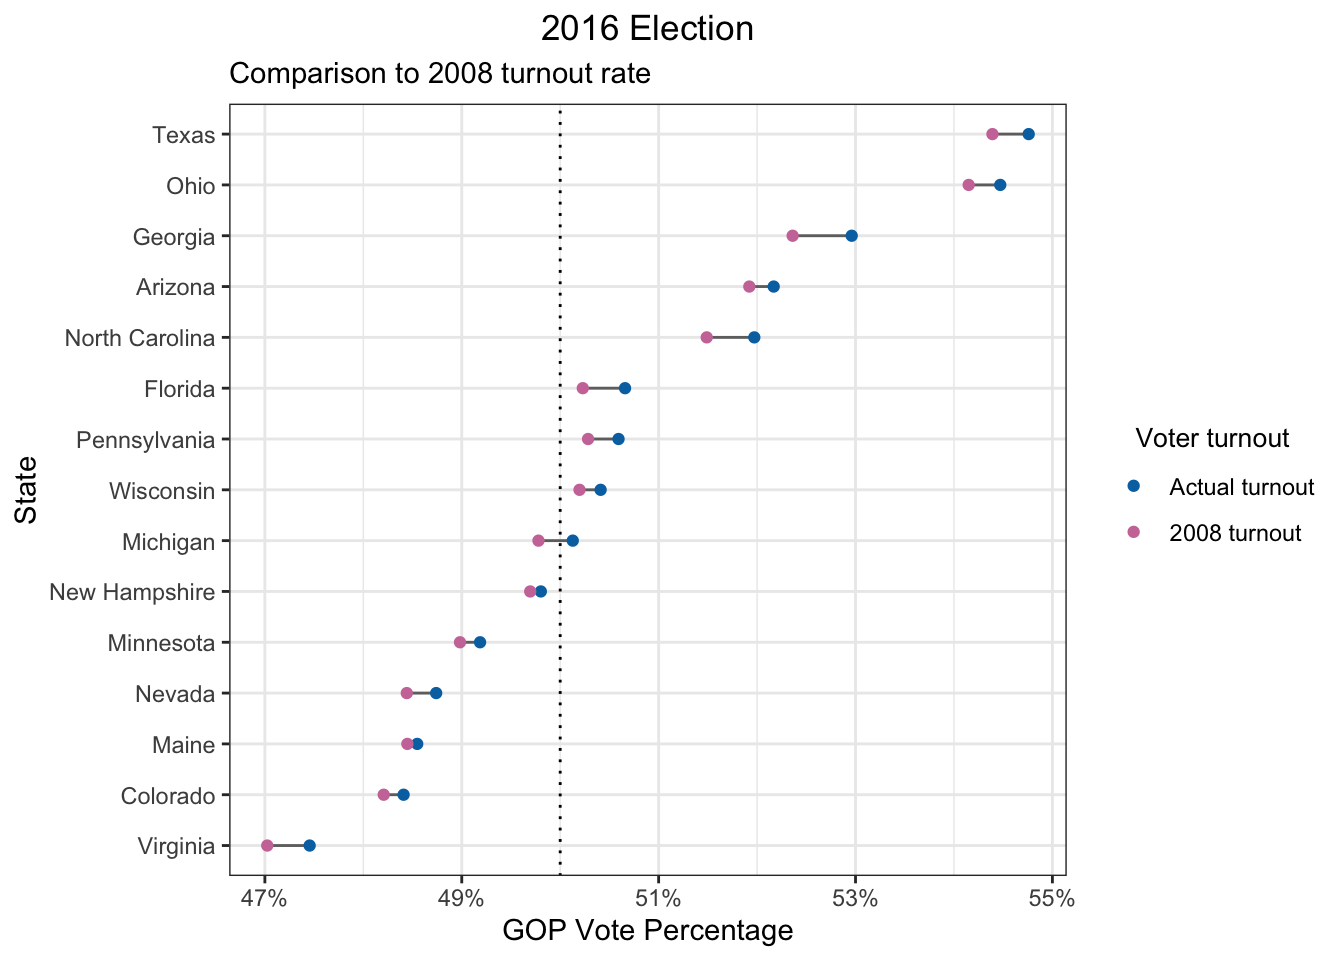 2016 Election
Comparison to 2008 turnout rate
Texas
Ohio
Georgia
Arizona
North Carolina
Florida
Pennsylvania
Wisconsin
Michigan
New Hampshire
Minnesota
Nevada
Maine
Colorado
Virginia
State
47% 49% 51% 53% 55%
GOP Vote Percentage
Voter turnout
Actual turnout
2008 turnout